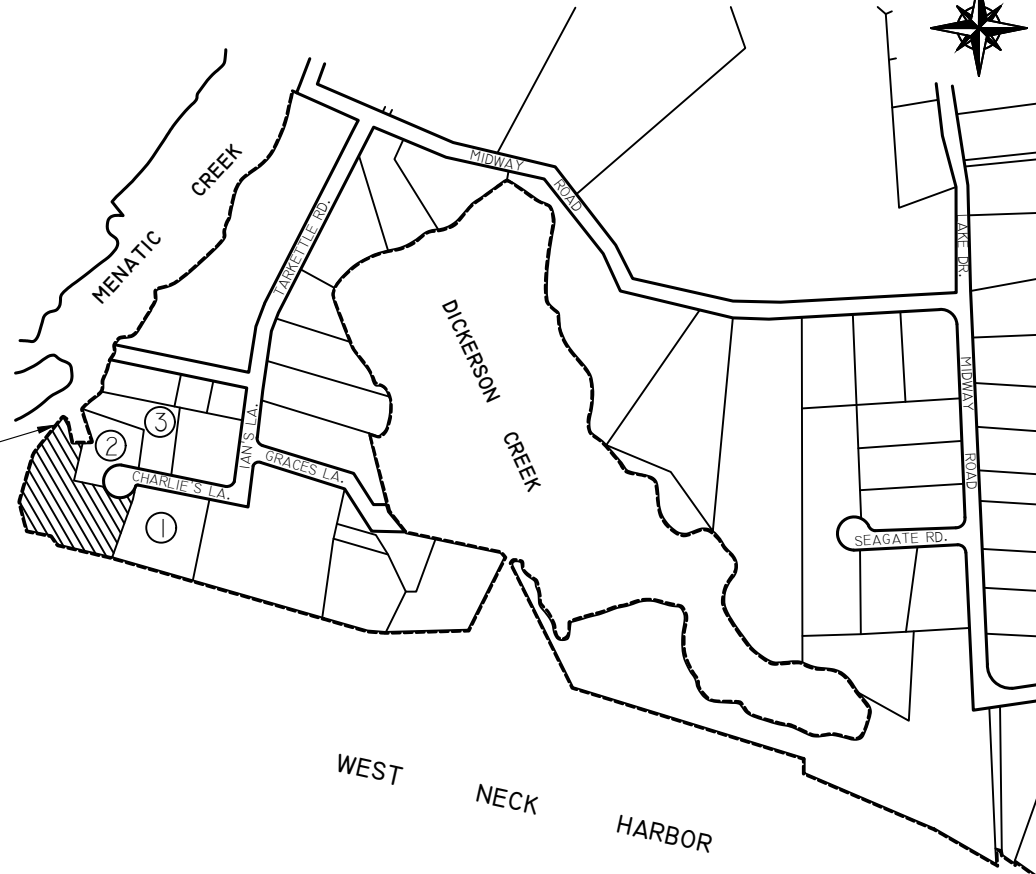 MENATIC
CREEK
MIDWAY
ROAD
TARKETTLE RD.
DICKERSON
CREEK
AKE DR.
MIDWAY
ROAD
IAN'S LA.
GRACES LA.
CHARLIE'S LA.
3
2
1
SEAGATE RD.
WEST NECK HARBOR